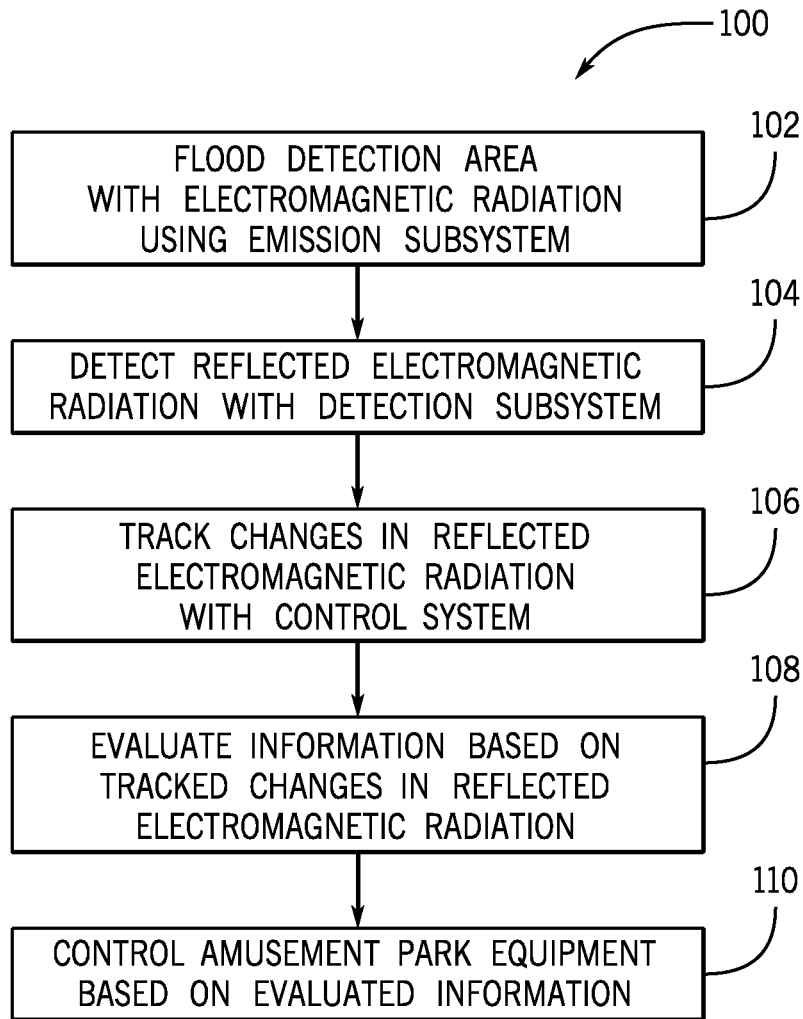 100
102
FLOOD DETECTION AREA
WITH ELECTROMAGNETIC RADIATION
USING EMISSION SUBSYSTEM
104
DETECT REFLECTED ELECTROMAGNETIC
RADIATION WITH DETECTION SUBSYSTEM
106
TRACK CHANGES IN REFLECTED
ELECTROMAGNETIC RADIATION
WITH CONTROL SYSTEM
108
EVALUATE INFORMATION BASED ON
TRACKED CHANGES IN REFLECTED
ELECTROMAGNETIC RADIATION
110
CONTROL AMUSEMENT PARK EQUIPMENT
BASED ON EVALUATED INFORMATION